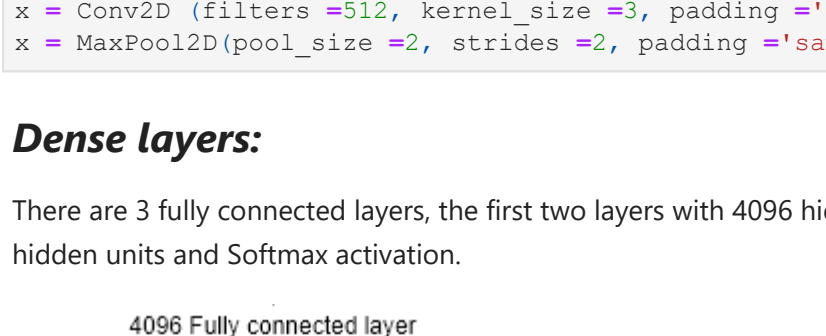 x = Conv2D (filters =512, kernel_size =3, padding ='
x = MaxPool2D(pool_size =2, strides =2, padding ='sa
Dense layers:
There are 3 fully connected layers, the first two layers with 4096
hidden units and Softmax activation.
4096 Fully connected layer